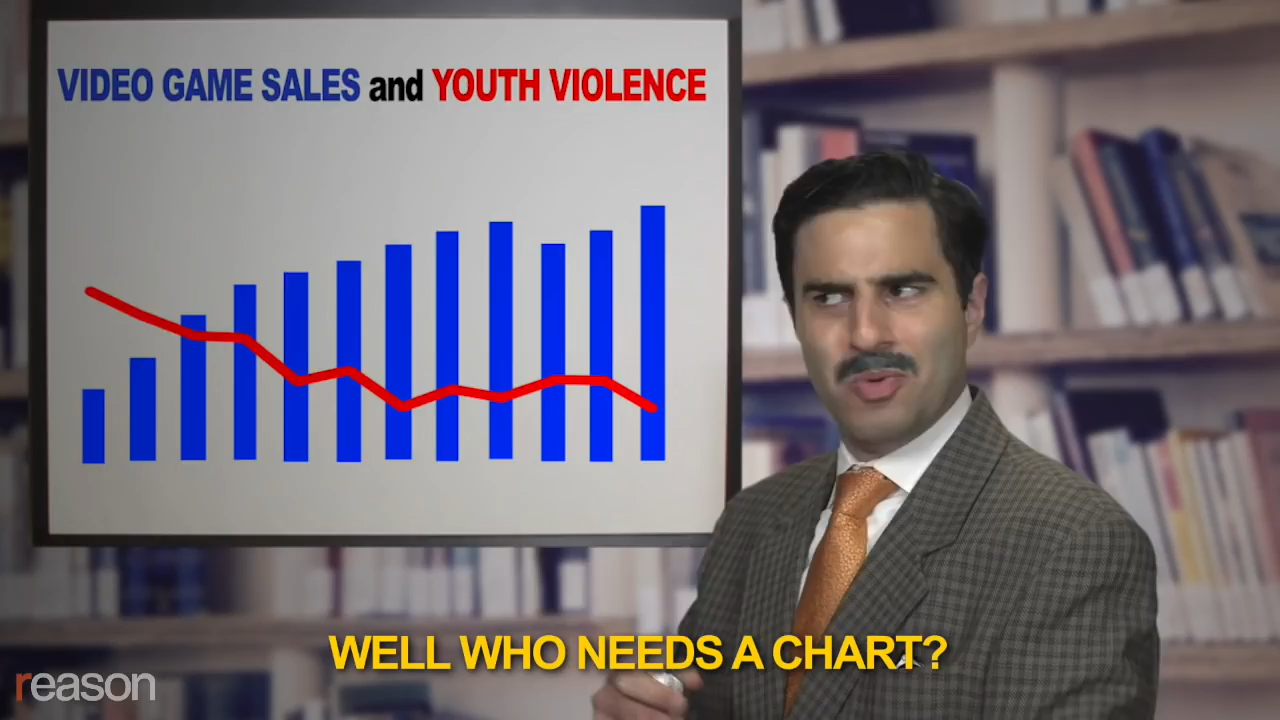 VIDEO GAME SALES and YOUTH VIOLENCE
WELL WHO NEEDS A CHART?
reason